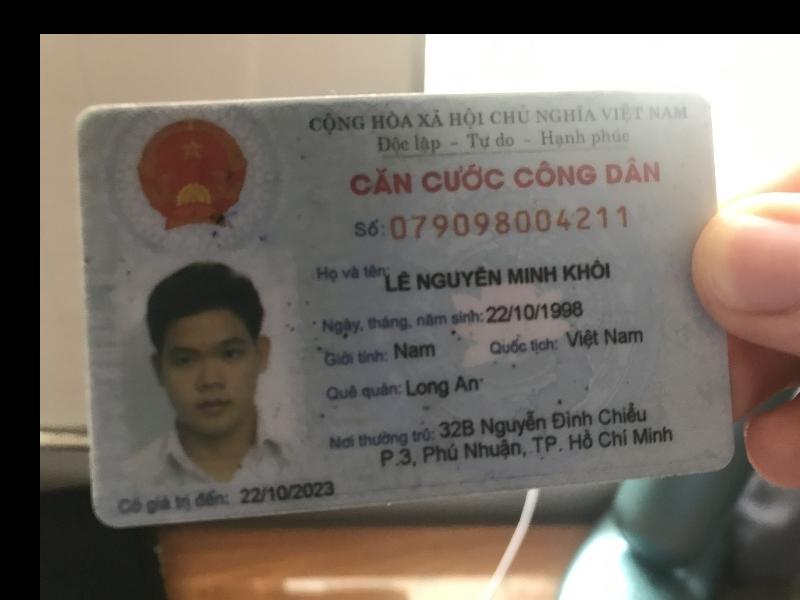 CỘNG HÒA XÃ HỘI CHỦ NGHĨA VIỆT NAM
Độc lập - Tự do - Hạnh phúc
CĂN CƯỚC CÔNG DÂN
Số: 079098004211
Họ và tên: LÊ NGUYỄN MINH KHÔI
Ngày, tháng, năm sinh: 22/10/1998
Giới tính: Nam Quốc tịch: Việt Nam
Quê quán: Long An
Nơi thường trú: 32B Nguyễn Đình Chiểu
P.3, Phú Nhuận, TP. Hồ Chí Minh
Có giá trị đến: 22/10/2023